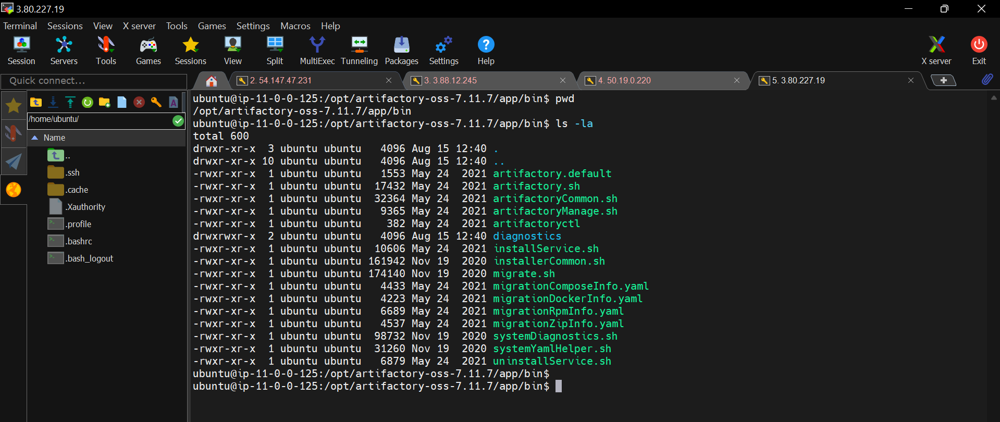 3.80.227.19
Terminal Sessions View X server Tools Games Settings Macros Help
Session Servers Tools Games Sessions View Split MultiExec Tunneling Packages Settings Help X server Exit
Quick connect...
2. 54.147.47.231
3. 3.88.12.245
4. 50.19.0.220
5. 3.80.227.19
/home/ubuntu/
Name
..
.ssh
.cache
.Xauthority
.profile
.bashrc
.bash_logout
ubuntu@ip-11-0-0-125:/opt/artifactory-oss-7.11.7/app/bin$ pwd
/opt/artifactory-oss-7.11.7/app/bin
ubuntu@ip-11-0-0-125:/opt/artifactory-oss-7.11.7/app/bin$ ls -la
total 600
drwxr-xr-x  3 ubuntu ubuntu   4096 Aug 15 12:40 .
drwxr-xr-x 10 ubuntu ubuntu   4096 Aug 15 12:40 ..
-rwxr-xr-x  1 ubuntu ubuntu   1553 May 24  2021 artifactory.default
-rwxr-xr-x  1 ubuntu ubuntu  17432 May 24  2021 artifactory.sh
-rwxr-xr-x  1 ubuntu ubuntu  32364 May 24  2021 artifactoryCommon.sh
-rwxr-xr-x  1 ubuntu ubuntu   9365 May 24  2021 artifactoryManage.sh
-rwxr-xr-x  1 ubuntu ubuntu    382 May 24  2021 artifactoryctl
drwxrwxr-x  2 ubuntu ubuntu   4096 Aug 15 12:40 diagnostics
-rwxr-xr-x  1 ubuntu ubuntu  10606 May 24  2021 installService.sh
-rwxr-xr-x  1 ubuntu ubuntu 161942 Nov 19  2020 installerCommon.sh
-rwxr-xr-x  1 ubuntu ubuntu 174140 Nov 19  2020 migrate.sh
-rwxr-xr-x  1 ubuntu ubuntu   4433 May 24  2021 migrationComposeInfo.yaml
-rwxr-xr-x  1 ubuntu ubuntu   4223 May 24  2021 migrationDockerInfo.yaml
-rwxr-xr-x  1 ubuntu ubuntu   6689 May 24  2021 migrationRpmInfo.yaml
-rwxr-xr-x  1 ubuntu ubuntu   4537 May 24  2021 migrationZipInfo.yaml
-rwxr-xr-x  1 ubuntu ubuntu  98732 Nov 19  2020 systemDiagnostics.sh
-rwxr-xr-x  1 ubuntu ubuntu  31260 Nov 19  2020 systemYamlHelper.sh
-rwxr-xr-x  1 ubuntu ubuntu   6879 May 24  2021 uninstallService.sh
ubuntu@ip-11-0-0-125:/opt/artifactory-oss-7.11.7/app/bin$
ubuntu@ip-11-0-0-125:/opt/artifactory-oss-7.11.7/app/bin$